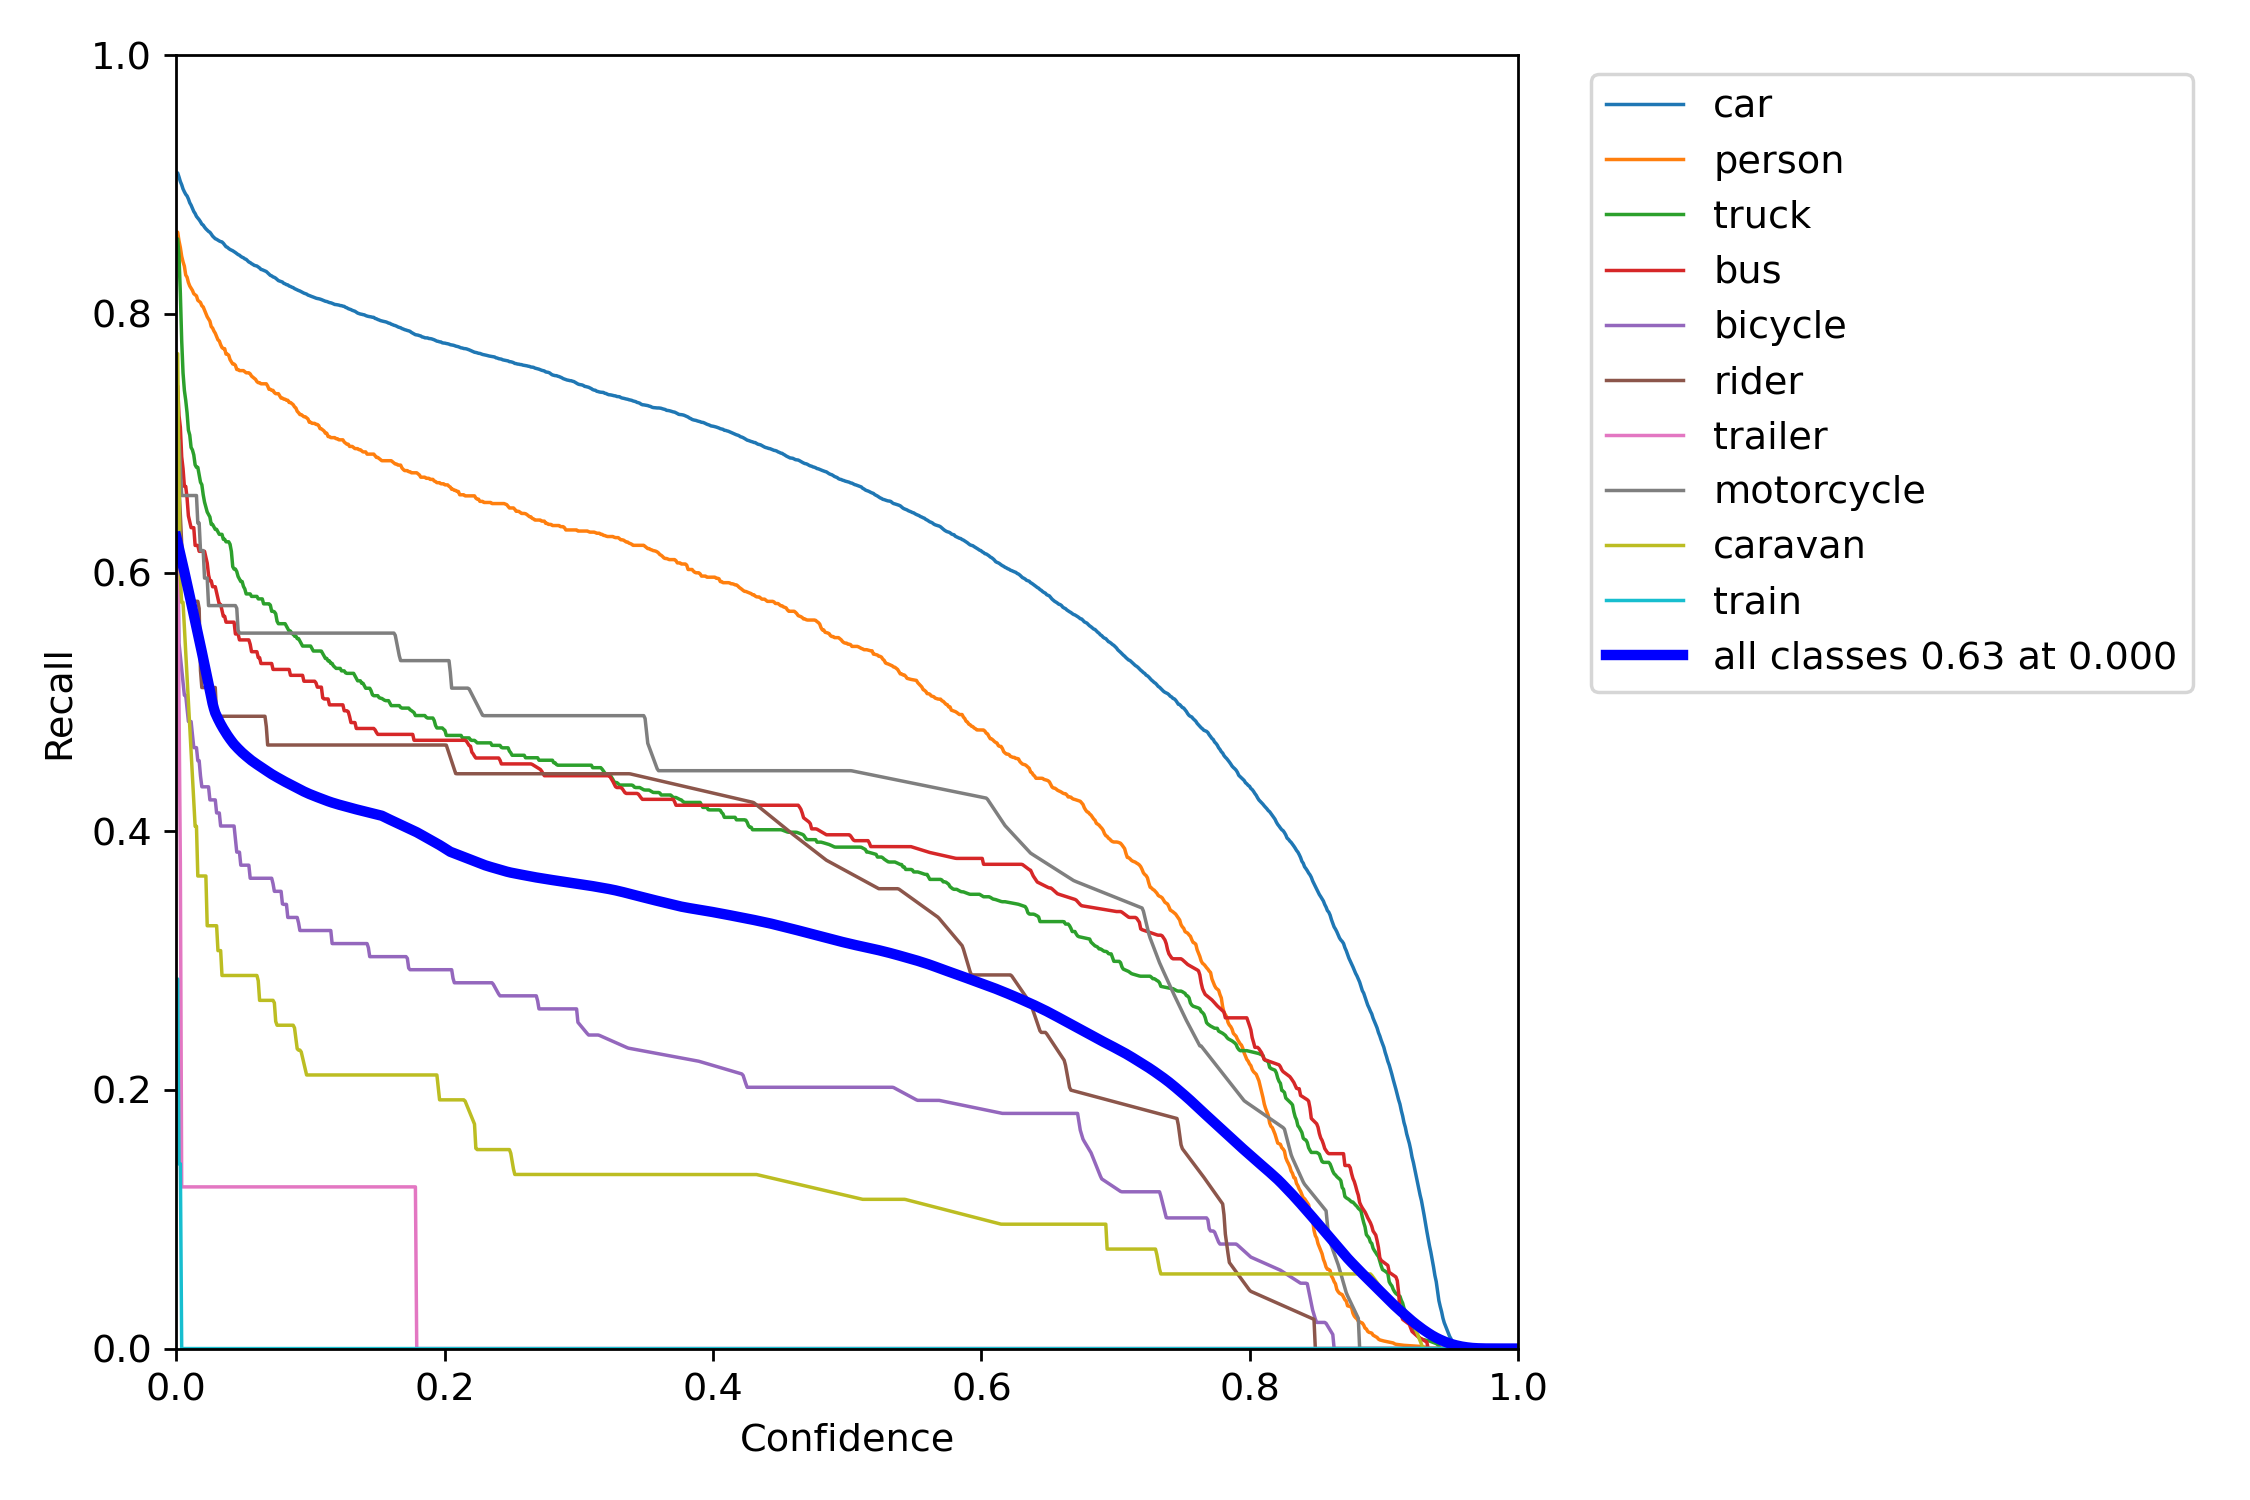 1.0
0.8
0.6
0.4
0.2
0.0
Recall
0.0 0.2 0.4 0.6 0.8 1.0
Confidence
car
person
truck
bus
bicycle
rider
trailer
motorcycle
caravan
train
all classes 0.63 at 0.000